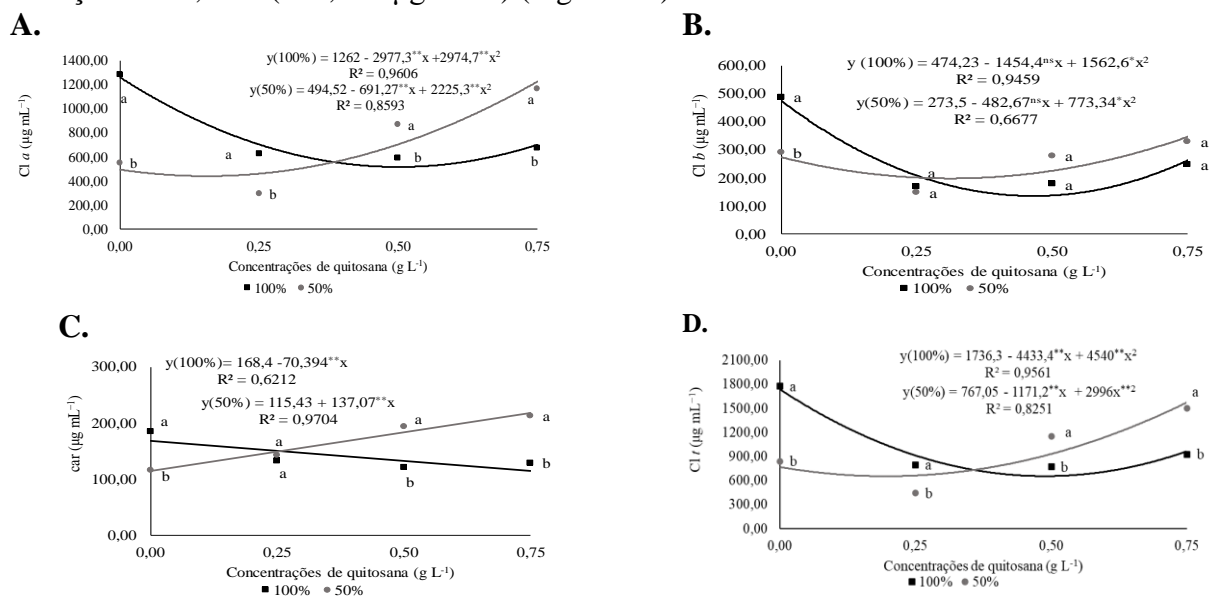 A.
Cl a (µg mL⁻¹)
1400,00
1200,00
1000,00
800,00
600,00
400,00
200,00
0,00
y(100%) = 1262 - 2977,3**x +2974,7**x²
R² = 0,9606
y(50%) = 494,52 - 691,27**x + 2225,3**x²
R² = 0,8593
a
b
a
b
a
b
a
b
0,00 0,25 0,50 0,75
Concentrações de quitosana (g L⁻¹)
100% 50%
B.
Cl b (µg mL⁻¹)
600,00
500,00
400,00
300,00
200,00
100,00
0,00
y (100%) = 474,23 - 1454,4ⁿˢx + 1562,6*x²
R² = 0,9459
y(50%) = 273,5 - 482,67ⁿˢx + 773,34*x²
R² = 0,6677
a
b
a
a
a
a
a
a
0,00 0,25 0,50 0,75
Concentrações de quitosana (g L⁻¹)
100% 50%
C.
car (µg mL⁻¹)
300,00
200,00
100,00
0,00
y(100%)= 168,4 -70,394**x
R² = 0,6212
y(50%) = 115,43 + 137,07**x
R² = 0,9704
a
b
a
a
a
b
a
b
0,00 0,25 0,50 0,75
Concentrações de quitosana (g L⁻¹)
100% 50%
D.
Cl t (µg mL⁻¹)
2100,00
1800,00
1500,00
1200,00
900,00
600,00
300,00
0,00
y(100%)= 1736,3 - 4433,4**x + 4540**x²
R² = 0,9561
y(50%) = 767,05 - 1171,2**x + 2996x**²
R² = 0,8251
a
b
a
b
a
b
a
b
0,00 0,25 0,50 0,75
Concentrações de quitosana (g L⁻¹)
100% 50%